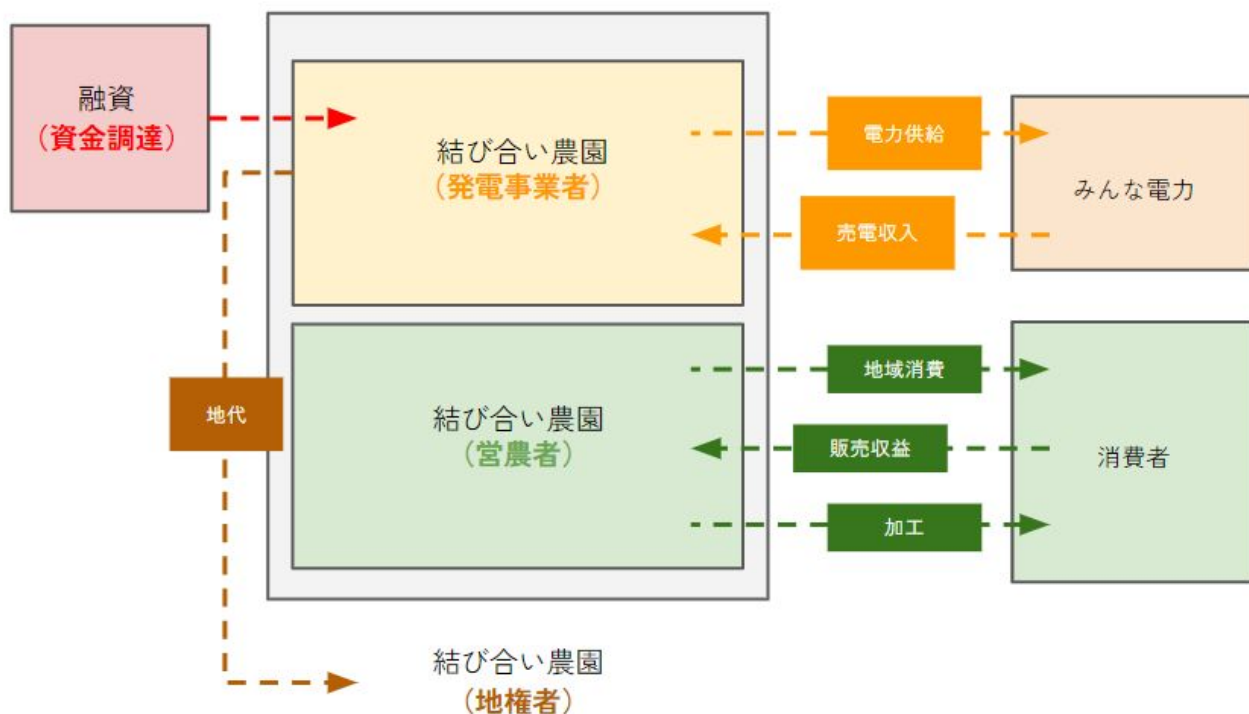 融資
（資金調達）
結び合い農園
（発電事業者）
電力供給
売電収入
みんな電力
地代
結び合い農園
（営農者）
地域消費
販売収益
加工
消費者
結び合い農園
（地権者）